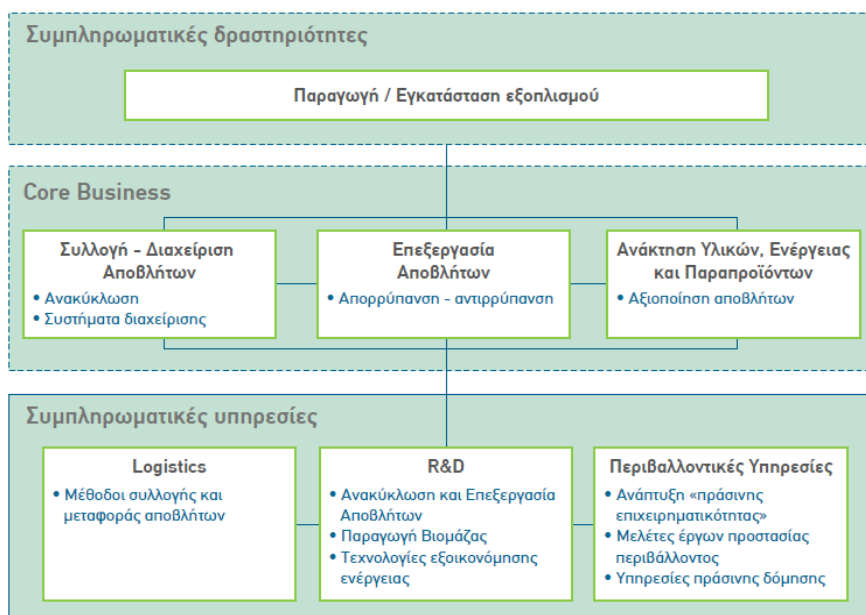 Συμπληρωματικές δραστηριότητες
Παραγωγή / Εγκατάσταση εξοπλισμού
Core Business
Συλλογή - Διαχείριση
Αποβλήτων
• Ανακύκλωση
• Συστήματα διαχείρισης
Επεξεργασία
Αποβλήτων
• Απορρύπανση - αντιρρύπανση
Ανάκτηση Υλικών, Ενέργειας
και Παραπροϊόντων
• Αξιοποίηση αποβλήτων
Συμπληρωματικές υπηρεσίες
Logistics
• Μέθοδοι συλλογής και
μεταφοράς αποβλήτων
R&D
• Ανακύκλωση και Επεξεργασία
Αποβλήτων
• Παραγωγή Βιομάζας
• Τεχνολογίες εξοικονόμησης
ενέργειας
Περιβαλλοντικές Υπηρεσίες
• Ανάπτυξη «πράσινης
επιχειρηματικότητας»
• Μελέτες έργων προστασίας
περιβάλλοντος
• Υπηρεσίες πράσινης δόμησης